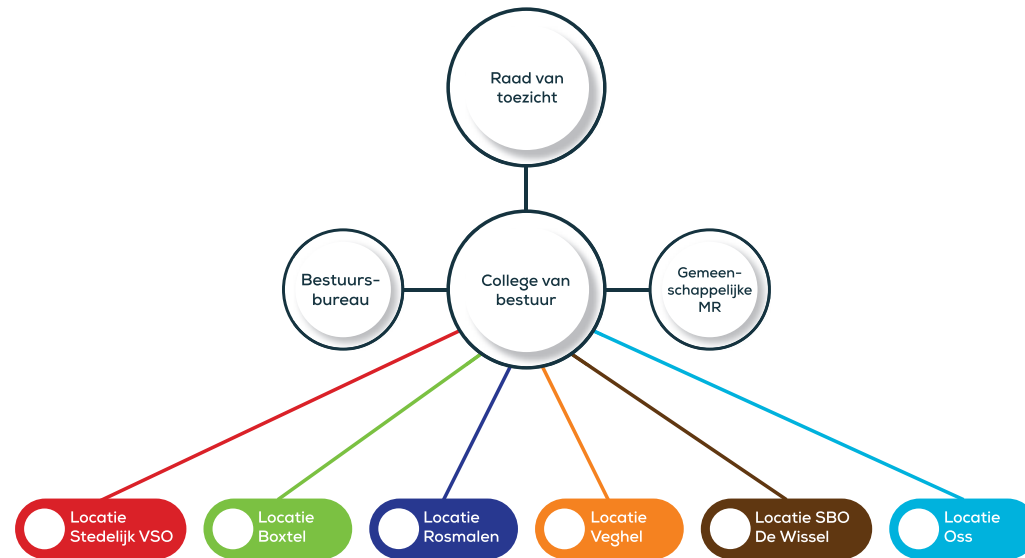 Raad van
toezicht
Bestuurs-
bureau
College van
bestuur
Gemeen-
schappelijke
MR
Locatie
Stedelijk VSO
Locatie
Boxtel
Locatie
Rosmalen
Locatie
Veghel
Locatie SBO
De Wissel
Locatie
Oss